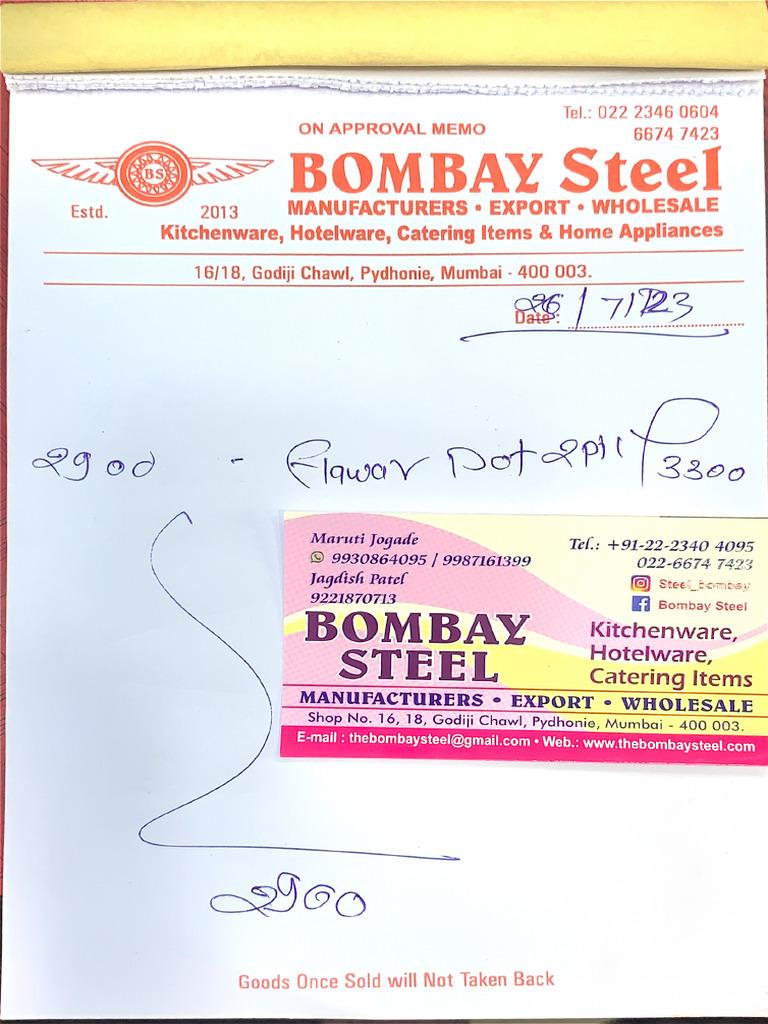 Tel.: 022 2346 0604
ON APPROVAL MEMO
6674 7423
BS
BOMBAY Steel
Estd. 2013
MANUFACTURERS • EXPORT • WHOLESALE
Kitchenware, Hotelware, Catering Items & Home Appliances
16/18, Godiji Chawl, Pydhonie, Mumbai - 400 003.
Date : 26/7/23
2900 - Flawar Dot 2pli 3300
Maruti Jogade
9930864095 / 9987161399
Jagdish Patel
9221870713
Tel.: +91-22-2340 4095
022-6674 7423
Steel_bombay
Bombay Steel
BOMBAY
STEEL
Kitchenware,
Hotelware,
Catering Items
MANUFACTURERS • EXPORT • WHOLESALE
Shop No. 16, 18, Godiji Chawl, Pydhonie, Mumbai - 400 003.
E-mail : thebombaysteel@gmail.com • Web.: www.thebombaysteel.com
2900
Goods Once Sold will Not Taken Back